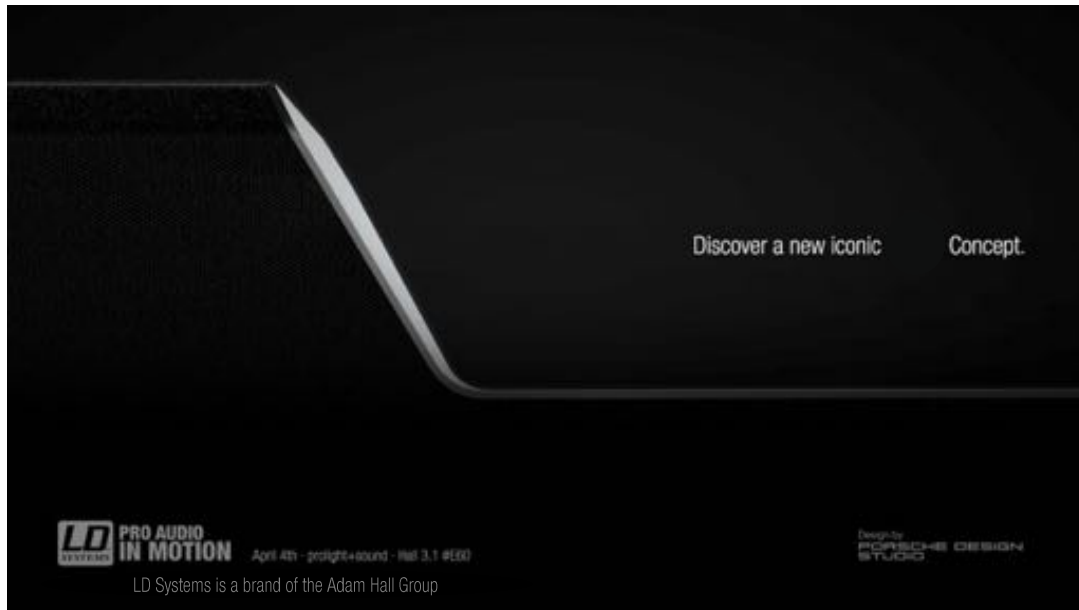 Discover a new iconic Concept.
LD SYSTEMS
PRO AUDIO
IN MOTION
April 4th - prolight+sound - Hall 3.1 #E60
LD Systems is a brand of the Adam Hall Group
Design by
PORSCHE DESIGN
STUDIO